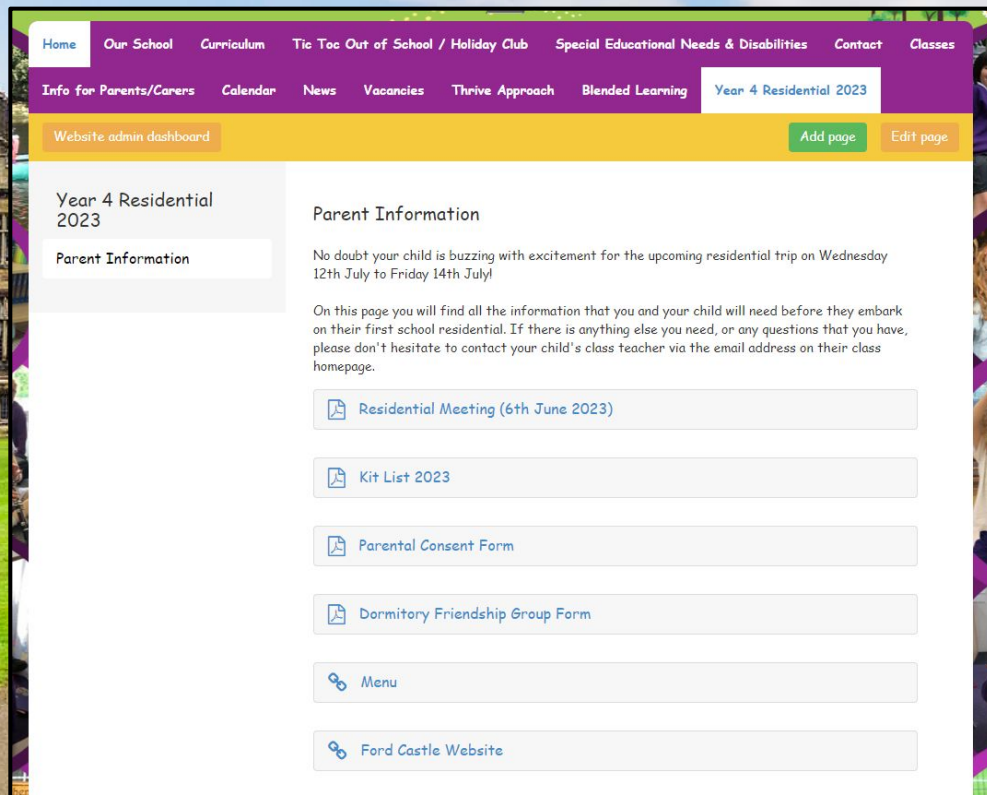 Home Our School Curriculum Tic Toc Out of School / Holiday Club Special Educational Needs & Disabilities Contact Classes
Info for Parents/Carers Calendar News Vacancies Thrive Approach Blended Learning Year 4 Residential 2023
Website admin dashboard Add page Edit page
Year 4 Residential
2023
Parent Information
Parent Information
No doubt your child is buzzing with excitement for the upcoming residential trip on Wednesday
12th July to Friday 14th July!
On this page you will find all the information that you and your child will need before they embark
on their first school residential. If there is anything else you need, or any questions that you have,
please don't hesitate to contact your child's class teacher via the email address on their class
homepage.
Residential Meeting (6th June 2023)
Kit List 2023
Parental Consent Form
Dormitory Friendship Group Form
Menu
Ford Castle Website